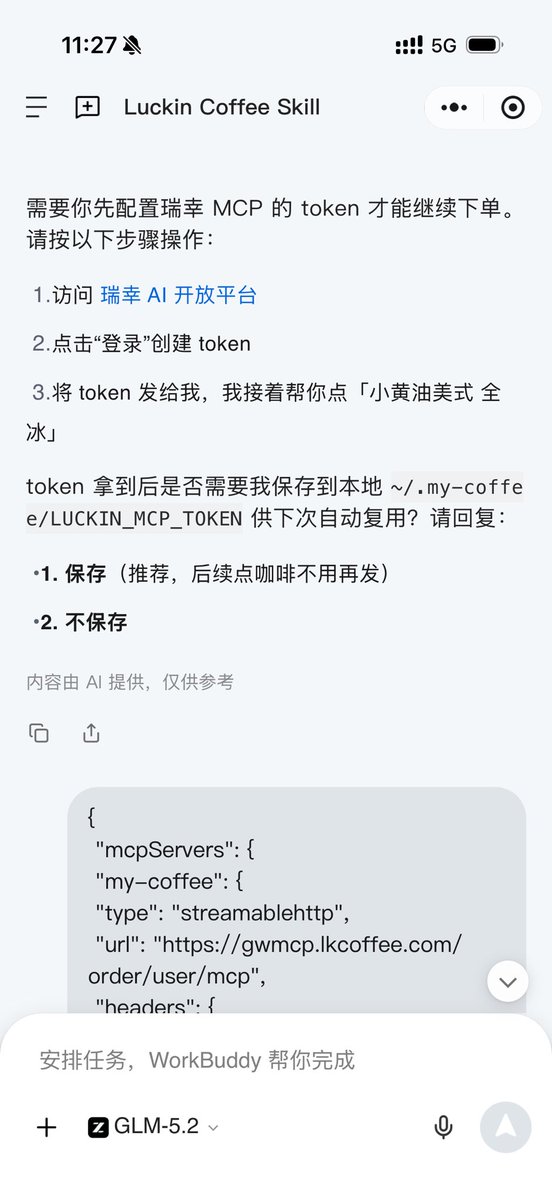 11:27
5G
Luckin Coffee Skill
需要你先配置瑞幸 MCP 的 token 才能继续下单。
请按以下步骤操作：
1.访问 瑞幸 AI 开放平台
2.点击“登录”创建 token
3.将 token 发给我，我接着帮你点「小黄油美式 全
冰」
token 拿到后是否需要我保存到本地 ~/.my-coffe
e/LUCKIN_MCP_TOKEN 供下次自动复用？请回复：
•1. 保存（推荐，后续点咖啡不用再发）
•2. 不保存
内容由 AI 提供，仅供参考
{
"mcpServers": {
"my-coffee": {
"type": "streamablehttp",
"url": "https://gwmcp.lkcoffee.com/
order/user/mcp",
"headers": {
安排任务，WorkBuddy 帮你完成
GLM-5.2